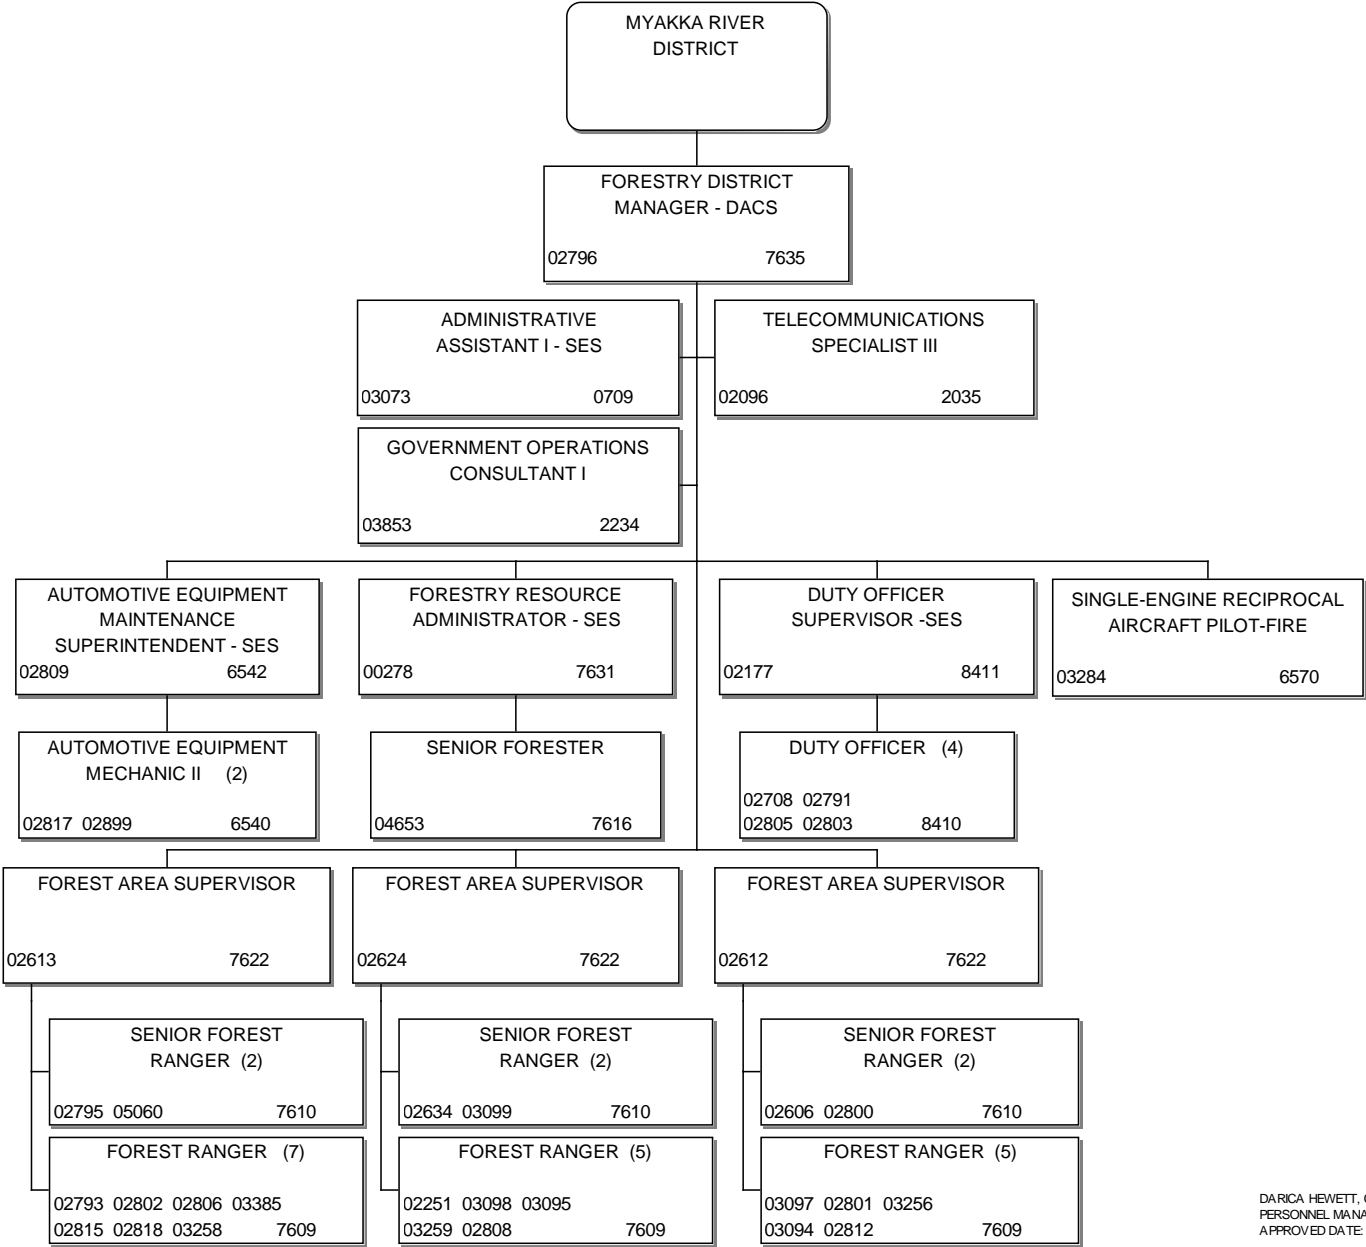 MYAKKA RIVER
DISTRICT
FORESTRY DISTRICT
MANAGER - DACS
02796 7635
ADMINISTRATIVE
ASSISTANT I - SES
03073 0709
TELECOMMUNICATIONS
SPECIALIST III
02096 2035
GOVERNMENT OPERATIONS
CONSULTANT I
03853 2234
AUTOMOTIVE EQUIPMENT
MAINTENANCE
SUPERINTENDENT - SES
02809 6542
FORESTRY RESOURCE
ADMINISTRATOR - SES
00278 7631
DUTY OFFICER
SUPERVISOR -SES
02177 8411
SINGLE-ENGINE RECIPROCAL
AIRCRAFT PILOT-FIRE
03284 6570
AUTOMOTIVE EQUIPMENT
MECHANIC II (2)
02817 02899 6540
SENIOR FORESTER
04653 7616
DUTY OFFICER (4)
02708 02791
02805 02803 8410
FOREST AREA SUPERVISOR
02613 7622
FOREST AREA SUPERVISOR
02624 7622
FOREST AREA SUPERVISOR
02612 7622
SENIOR FOREST
RANGER (2)
02795 05060 7610
SENIOR FOREST
RANGER (2)
02634 03099 7610
SENIOR FOREST
RANGER (2)
02606 02800 7610
FOREST RANGER (7)
02793 02802 02806 03385
02815 02818 03258 7609
FOREST RANGER (5)
02251 03098 03095
03259 02808 7609
FOREST RANGER (5)
03097 02801 03256
03094 02812 7609
DARICA HEWETT,
PERSONNEL
APPROVED DATE: